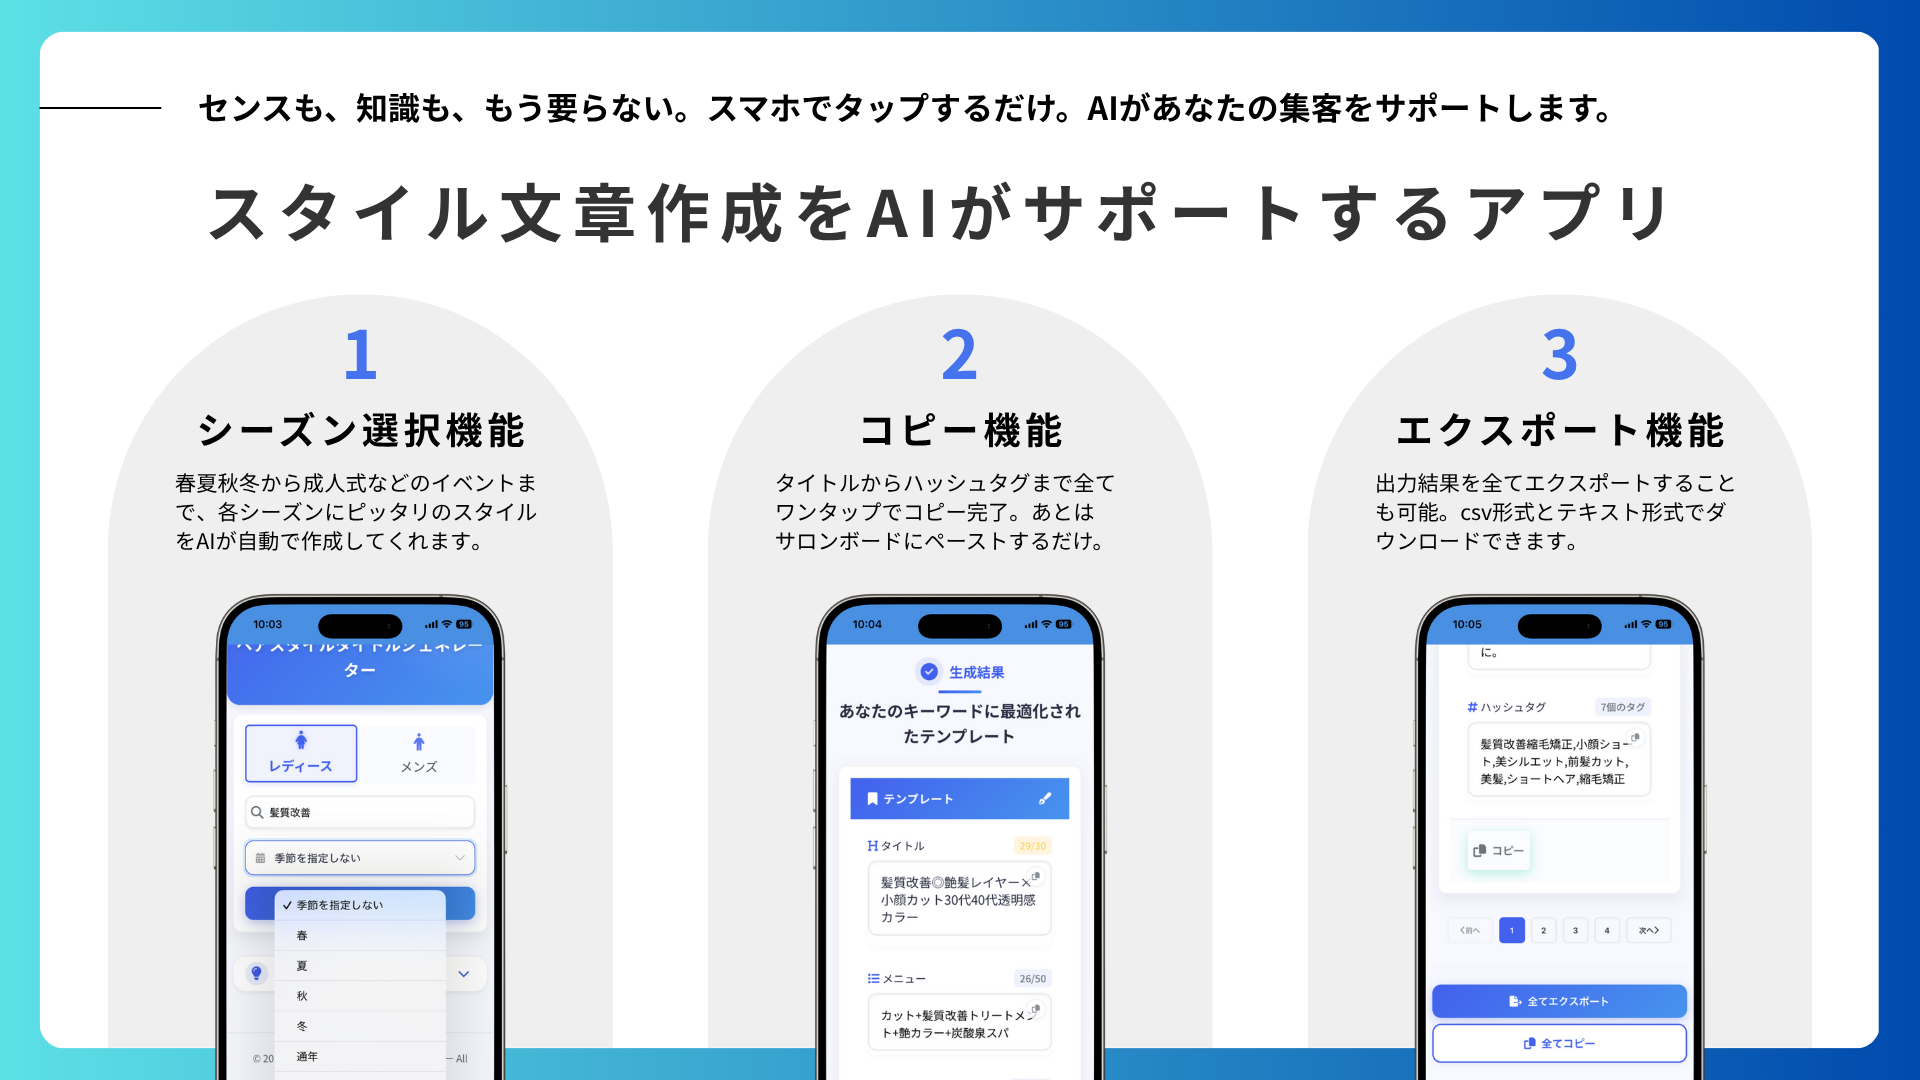 センスも、知識も、もう要らない。スマホでタップするだけ。AIがあなたの集客をサポートします。
スタイル文章作成をAIがサポートするアプリ
1
シーズン選択機能
春夏秋冬から成人式などのイベントま
で、各シーズンにピッタリのスタイル
をAIが自動で作成してくれます。
10:03
95
ヘアスタイルタイトルジェネレー
ター
レディース
メンズ
髪質改善
季節を指定しない
✓ 季節を指定しない
春
夏
秋
冬
通年
© 20
ー All
2
コピー機能
タイトルからハッシュタグまで全て
ワンタップでコピー完了。あとは
サロンボードにペーストするだけ。
10:04
95
生成結果
あなたのキーワードに最適化され
たテンプレート
テンプレート
タイトル
29/30
髪質改善◎艶髪レイヤー×
小顔カット30代40代透明感
カラー
メニュー
26/50
カット+髪質改善トリートメン
ト+艶カラー+炭酸泉スパ
3
エクスポート機能
出力結果を全てエクスポートすること
も可能。csv形式とテキスト形式でダ
ウンロードできます。
10:05
95
に。
# ハッシュタグ
7個のタグ
髪質改善縮毛矯正,小顔ショー
ト,美シルエット,前髪カット,
美髪,ショートヘア,縮毛矯正
コピー
前へ
1
2
3
4
次へ
全てエクスポート
全てコピー